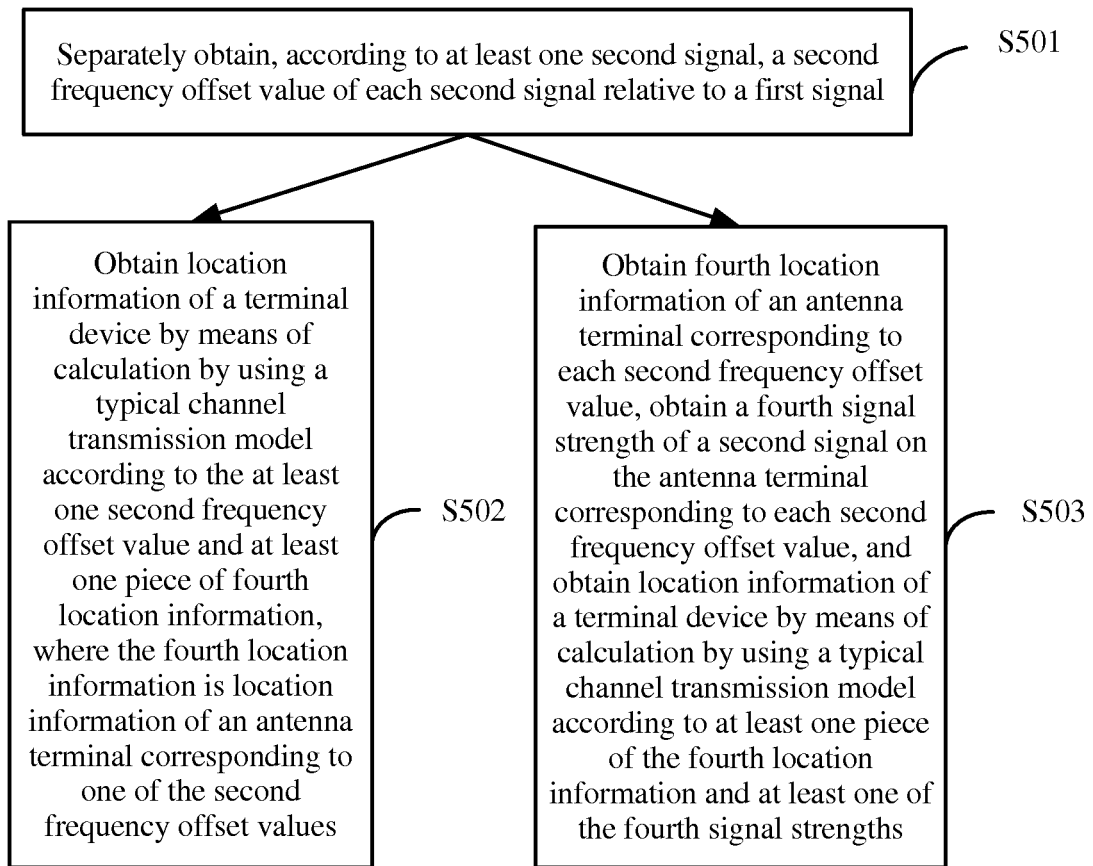 Separately obtain, according to at least one second signal, a second
frequency offset value of each second signal relative to a first signal
S501
Obtain location
information of a terminal
device by means of
calculation by using a
typical channel
transmission model
according to the at least
one second frequency
offset value and at least
one piece of fourth
location information,
where the fourth location
information is location
information of an antenna
terminal corresponding to
one of the second
frequency offset values
S502
Obtain fourth location
information of an antenna
terminal corresponding to
each second frequency offset
value, obtain a fourth signal
strength of a second signal on
the antenna terminal
corresponding to each second
frequency offset value, and
obtain location information of
a terminal device by means of
calculation by using a typical
channel transmission model
according to at least one piece
of the fourth location
information and at least one of
the fourth signal strengths
S503